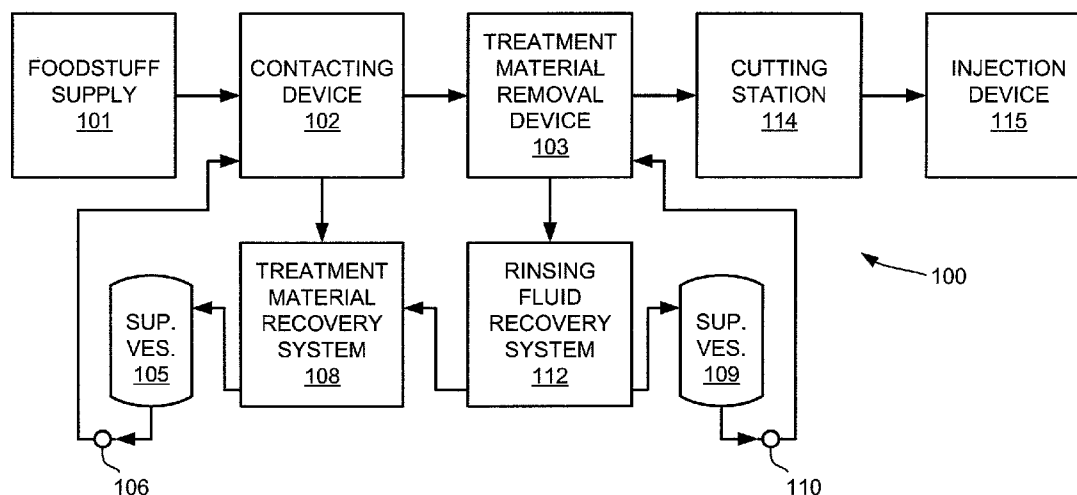 FOODSTUFF
SUPPLY
101
CONTACTING
DEVICE
102
TREATMENT
MATERIAL
REMOVAL
DEVICE
103
CUTTING
STATION
114
INJECTION
DEVICE
115
SUP.
VES.
105
TREATMENT
MATERIAL
RECOVERY
SYSTEM
108
RINSING
FLUID
RECOVERY
SYSTEM
112
SUP.
VES.
109
100
106
110